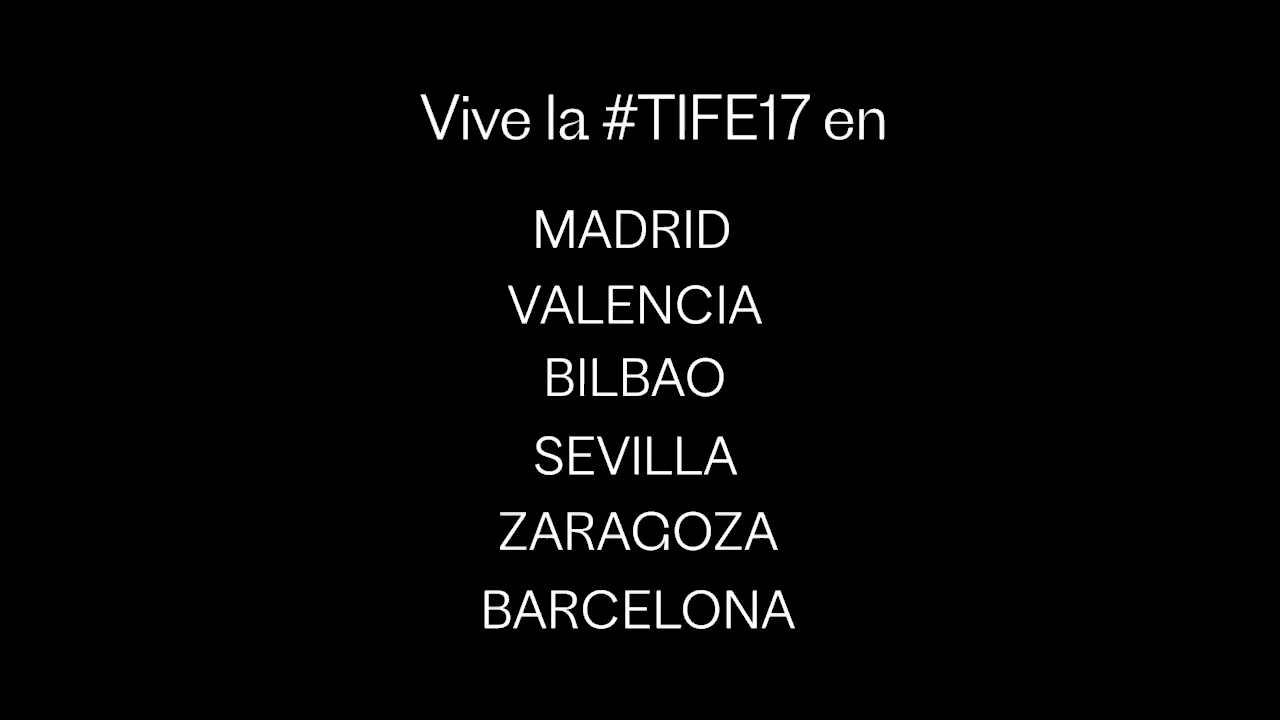 Vive la #TIFE17 en
MADRID
VALENCIA
BILBAO
SEVILLA
ZARAGOZA
BARCELONA